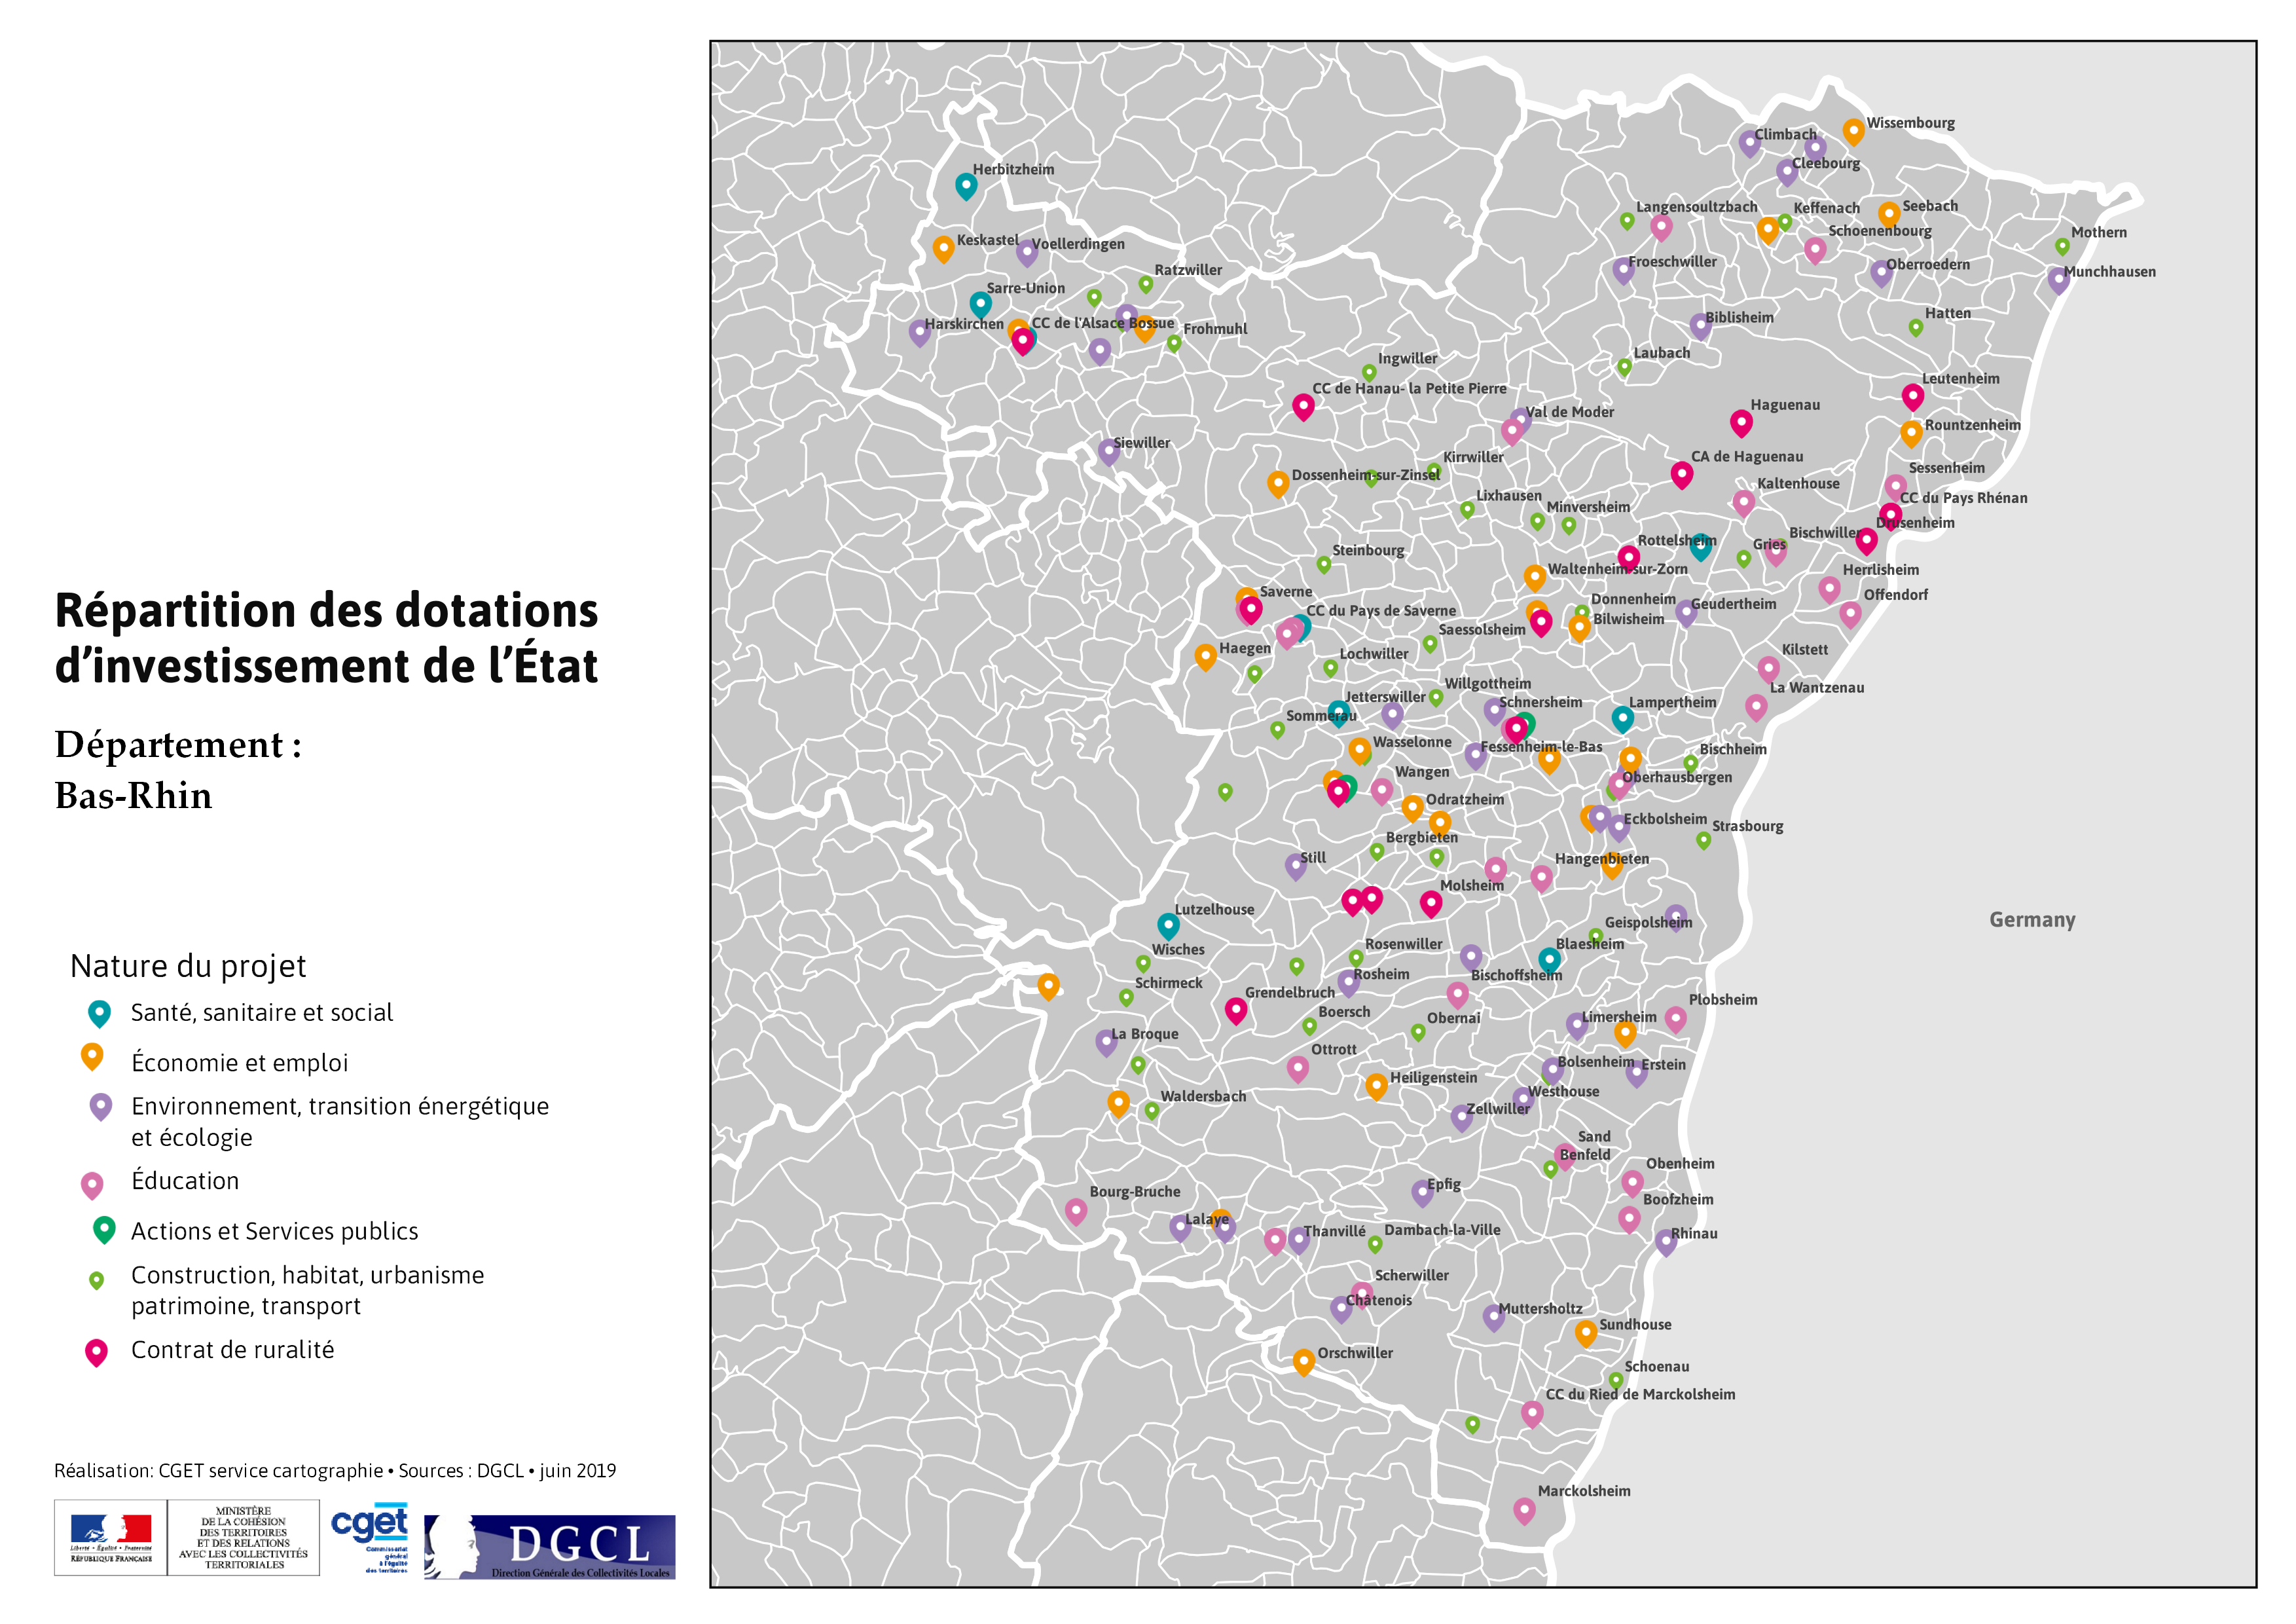 Répartition des dotations
d'investissement de l'État
Département :
Bas-Rhin
Nature du projet
Santé, sanitaire et social
Économie et emploi
Environnement, transition énergétique
et écologie
Éducation
Actions et Services publics
Construction, habitat, urbanisme
patrimoine, transport
Contrat de ruralité
Réalisation: CGET service cartographie • Sources : DGCL • juin 2019
Liberté • Égalité • Fraternité
RÉPUBLIQUE FRANÇAISE
MINISTÈRE
DE LA COHÉSION
DES TERRITOIRES
ET DES RELATIONS
AVEC LES COLLECTIVITÉS
TERRITORIALES
cget
Commissariat
général
à l'égalité
des territoires
DGCL
Direction Générale des Collectivités Locales
Wissembourg
Climbach
Cleebourg
Herbitzheim
Langensoultzbach
Keffenach
Seebach
Schoenenbourg
Mothern
Keskastel
Voellerdingen
Froeschwiller
Oberroedern
Munchhausen
Ratzwiller
Sarre-Union
Harskirchen
CC de l'Alsace Bossue
Frohmuhl
Biblisheim
Hatten
Laubach
Ingwiller
CC de Hanau- la Petite Pierre
Leutenheim
Val de Moder
Haguenau
Rountzenheim
Siewiller
Kirrwiller
CA de Haguenau
Dossenheim-sur-Zinsel
Sessenheim
Kaltenhouse
Lixhausen
CC du Pays Rhénan
Minversheim
Drusenheim
Rottelsheim
Gries
Bischwiller
Steinbourg
Waltenheim-sur-Zorn
Herrlisheim
Saverne
Donnenheim
Geudertheim
Offendorf
CC du Pays de Saverne
Bilwisheim
Saessolsheim
Haegen
Lochwiller
Kilstett
Willgottheim
La Wantzenau
Jetterswiller
Schnersheim
Lampertheim
Sommerau
Wasselonne
Fessenheim-le-Bas
Bischheim
Wangen
Oberhausbergen
Odratzheim
Eckbolsheim
Strasbourg
Bergbieten
Still
Hangenbieten
Molsheim
Lutzelhouse
Geispolsheim
Wisches
Rosenwiller
Blaesheim
Rosheim
Bischoffsheim
Schirmeck
Grendelbruch
Plobsheim
Boersch
Obernai
Limersheim
La Broque
Ottrott
Bolsenheim
Erstein
Heiligenstein
Westhouse
Waldersbach
Zellwiller
Sand
Benfeld
Obenheim
Epfig
Bourg-Bruche
Boofzheim
Lalaye
Thanvillé
Dambach-la-Ville
Rhinau
Scherwiller
Châtenois
Muttersholtz
Sundhouse
Orschwiller
Schoenau
CC du Ried de Marckolsheim
Marckolsheim
Germany